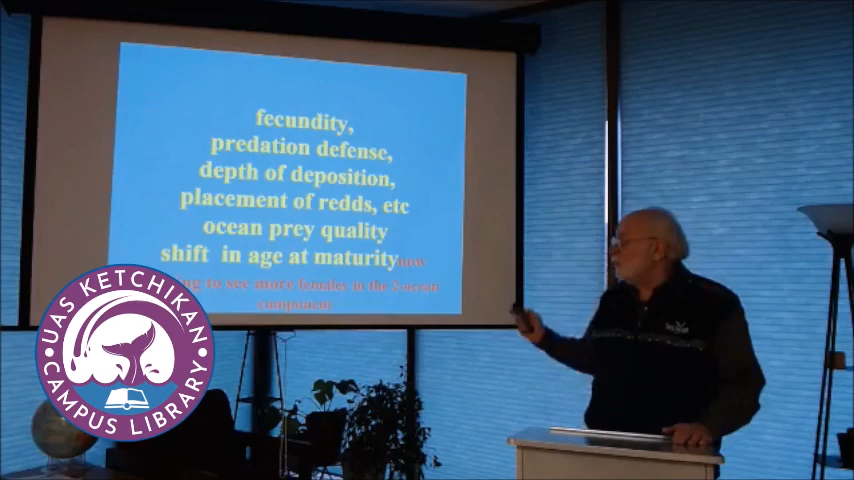 fecundity,
predation defense,
depth of deposition,
placement of redds, etc
ocean prey quality
shift in age at maturity
to see more females in the 2 ocean
component
UAS KETCHIKAN
CAMPUS LIBRARY